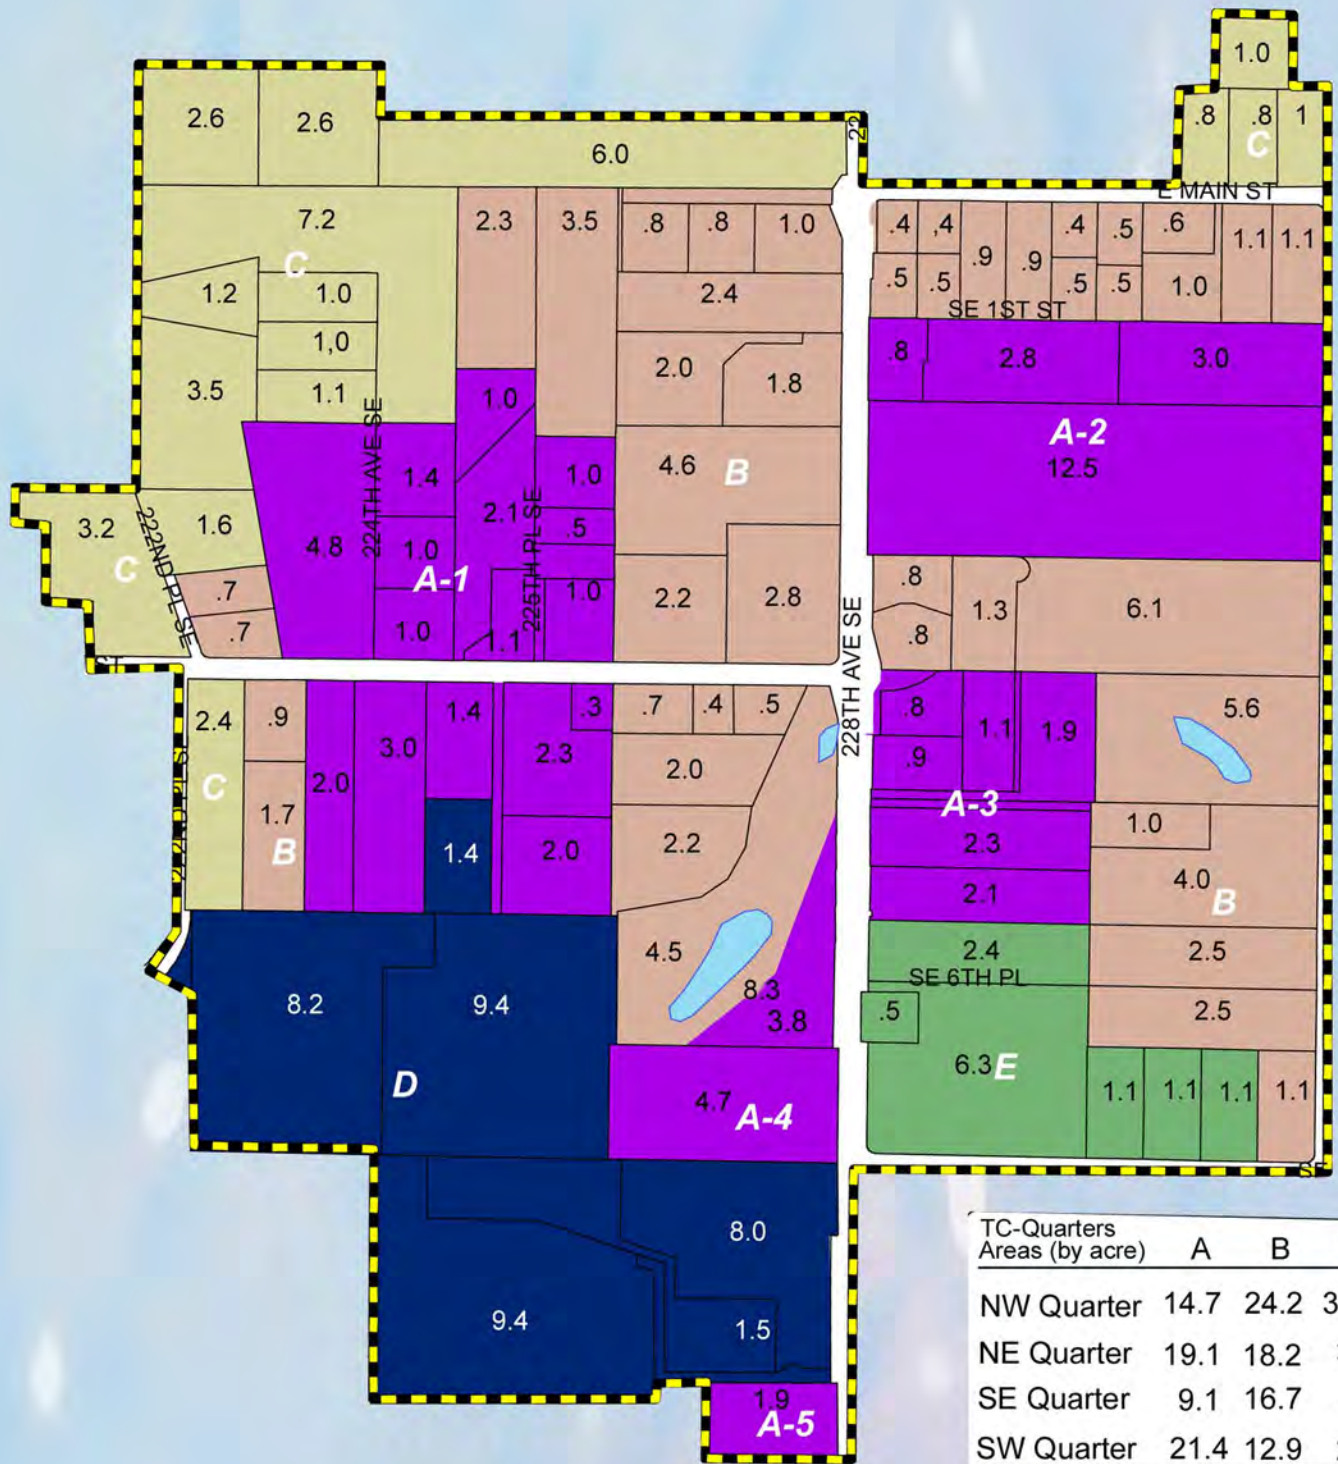 1.0
.8 .8 1
C
E MAIN ST
2.6 2.6
6.0
22
7.2
C
2.3 3.5
.8 .8 1.0
.4 ,4 .9 .9 .4 .5 .6 1.1 1.1
.5 .5 .5 .5 1.0
SE 1ST ST
1.2 1.0
2.4
1,0
2.0 1.8
.8 2.8 3.0
3.5 1.1
1.0
224TH AVE SE
A-2
12.5
1.4
1.0
4.6 B
3.2
C
222ND PL SE
1.6
4.8
2.1
.5
225TH PL SE
1.0
A-1
1.0
.7
.7
1.0
1.1
2.2 2.8
.8
.8
1.3
6.1
228TH AVE SE
2.4
C
.9
1.7
B
2.0
3.0
1.4
2.3
.3
.7 .4 .5
.8
.9
1.1
1.9
5.6
2.0
A-3
1.4
2.0
2.2
2.3
1.0
4.0
B
2.1
8.2
9.4
4.5
8.3
3.8
2.4
SE 6TH PL
2.5
.5
2.5
D
6.3 E
1.1 1.1 1.1 1.1
4.7 A-4
SE
8.0
9.4
1.5
1.9
A-5
TC-Quarters
Areas (by acre) A B
NW Quarter 14.7 24.2 3
NE Quarter 19.1 18.2
SE Quarter 9.1 16.7
SW Quarter 21.4 12.9